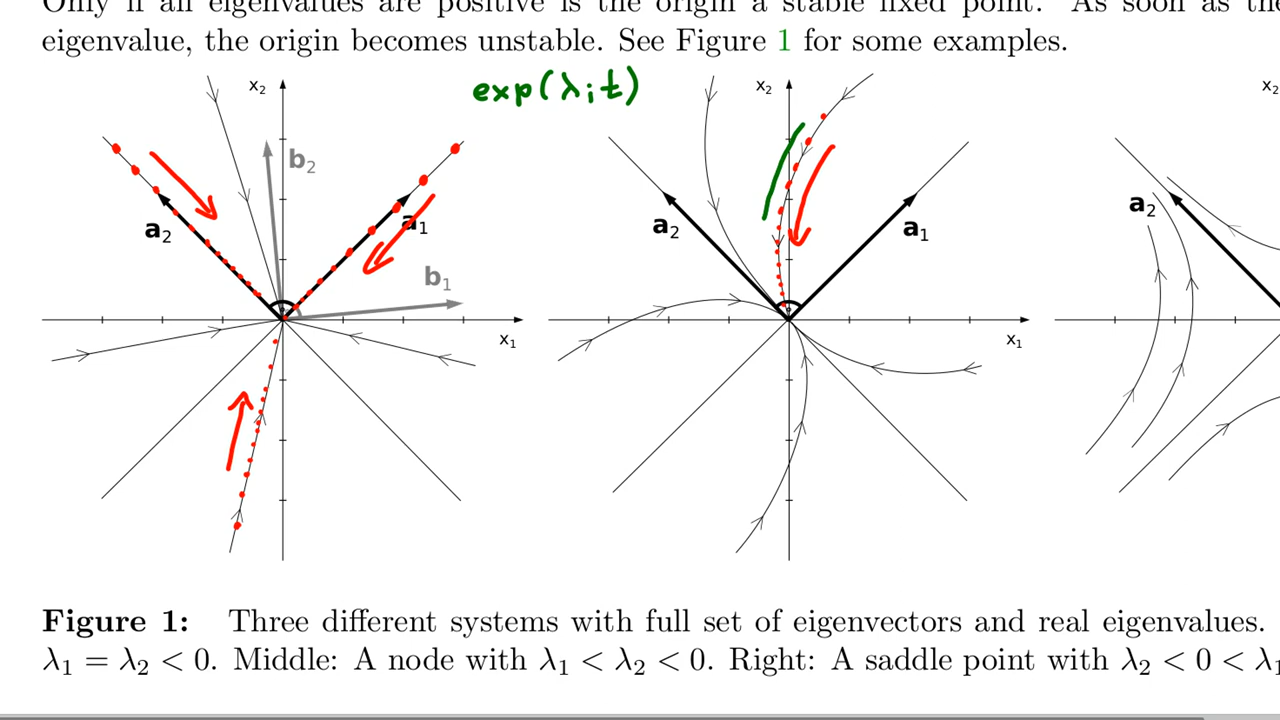 Only if all eigenvalues are positive is the origin a stable fixed point. As soon as the
eigenvalue, the origin becomes unstable. See Figure 1 for some examples.
exp(λᵢt)
x₂
b₂
a₂
a₁
b₁
x₁
x₂
a₂
a₁
x₁
x₂
a₂
Figure 1: Three different systems with full set of eigenvectors and real eigenvalues.
λ₁ = λ₂ < 0. Middle: A node with λ₁ < λ₂ < 0. Right: A saddle point with λ₂ < 0 < λ₁